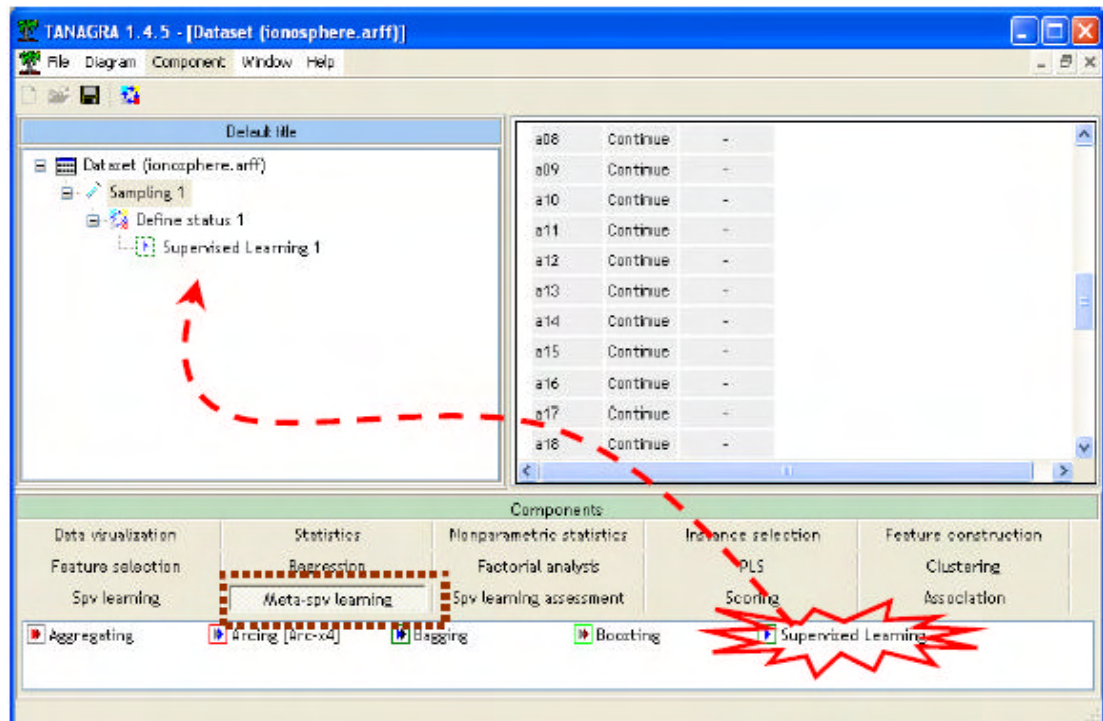 TANAGRA 1.4.5 - [Dataset (ionosphere.arff)]
File Diagram Component Window Help
Default title
Dataset (ionosphere.arff)
Sampling 1
Define status 1
Supervised Learning 1
a08 Continue -
a09 Continue -
a10 Continue -
a11 Continue -
a12 Continue -
a13 Continue -
a14 Continue -
a15 Continue -
a16 Continue -
a17 Continue -
a18 Continue -
Components
Data visualization Statistics Nonparametric statistics Instance selection Feature construction
Feature selection Regression Factorial analysis PLS Clustering
Spv learning Meta-spv learning Spv learning assessment Scoring Association
Aggregating Arcing [Arc-x4] Bagging Boosting Supervised Learning